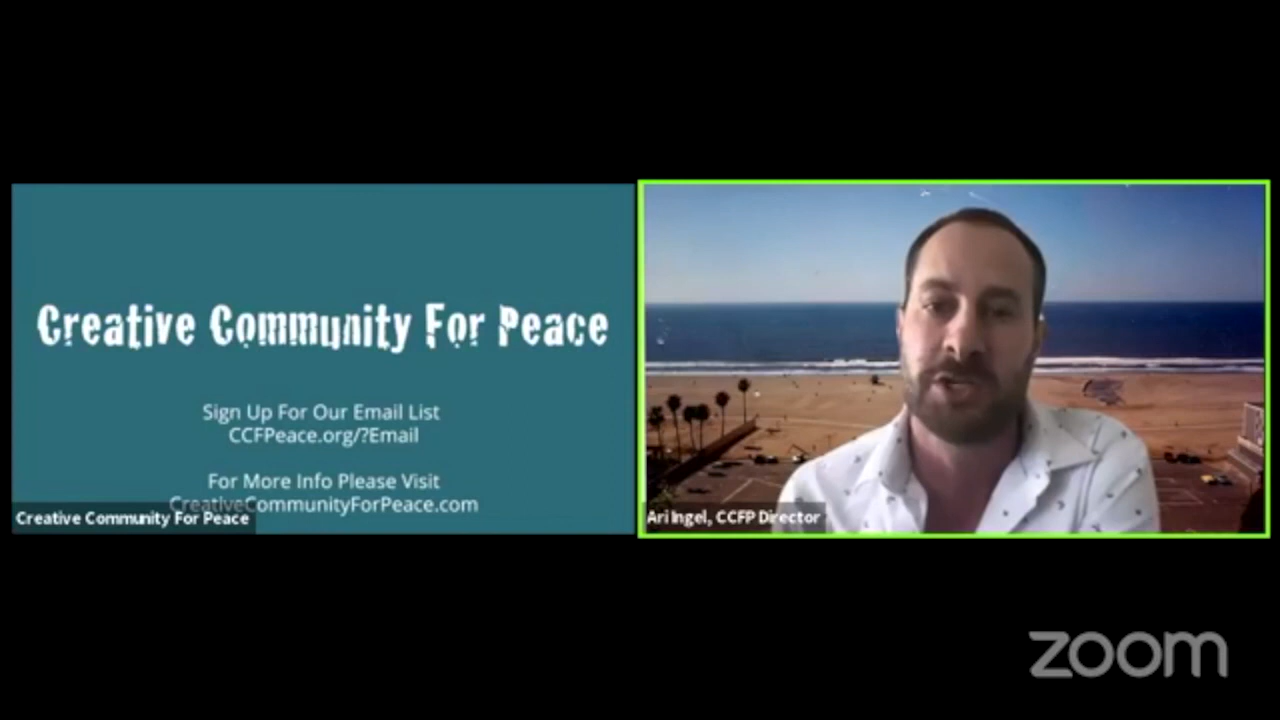 Creative Community For Peace
Sign Up For Our Email List
CCFPeace.org/?Email
For More Info Please Visit
CreativeCommunityForPeace.com
Creative Community For Peace
Ari Ingel, CCFP Director
zoom